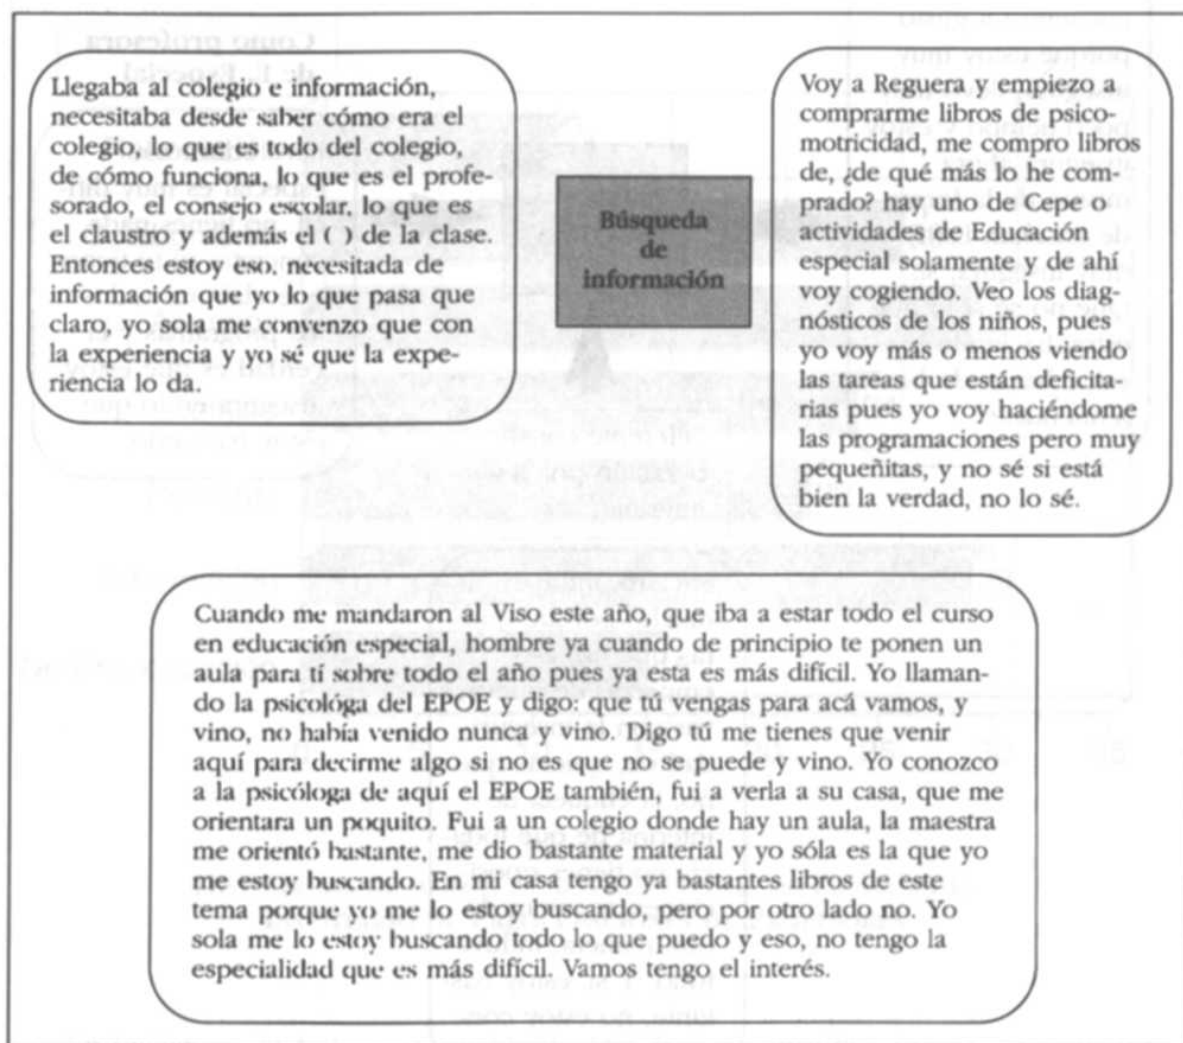 Llegaba al colegio e información,
necesitaba desde saber cómo era el
colegio, lo que es todo del colegio,
de cómo funciona, lo que es el profe-
sorado, el consejo escolar, lo que es
el claustro y además el ( ) de la clase.
Entonces estoy eso, necesitada de
información que yo lo que pasa que
claro, yo sola me convenzo que con
la experiencia y yo sé que la expe-
riencia lo da.
Búsqueda
de
información
Voy a Reguera y empiezo a
comprarme libros de psico-
motricidad, me compro libros
de, ¿de qué más lo he com-
prado? hay uno de Cepe o
actividades de Educación
especial solamente y de ahí
voy cogiendo. Veo los diag-
nósticos de los niños, pues
yo voy más o menos viendo
las tareas que están deficita-
rias pues yo voy haciéndome
las programaciones pero muy
pequeñitas, y no sé si está
bien la verdad, no lo sé.
Cuando me mandaron al Viso este año, que iba a estar todo el curso
en educación especial, hombre ya cuando de principio te ponen un
aula para ti sobre todo el año pues ya esta es más difícil. Yo llaman-
do la psicológa del EPOE y digo: que tú vengas para acá vamos, y
vino, no había venido nunca y vino. Digo tú me tienes que venir
aquí para decirme algo si no es que no se puede y vino. Yo conozco
a la psicóloga de aquí el EPOE también, fui a verla a su casa, que me
orientara un poquito. Fui a un colegio donde hay un aula, la maestra
me orientó bastante, me dio bastante material y yo sóla es la que yo
me estoy buscando. En mi casa tengo ya bastantes libros de este
tema porque yo me lo estoy buscando, pero por otro lado no. Yo
sola me lo estoy buscando todo lo que puedo y eso, no tengo la
especialidad que es más difícil. Vamos tengo el interés.